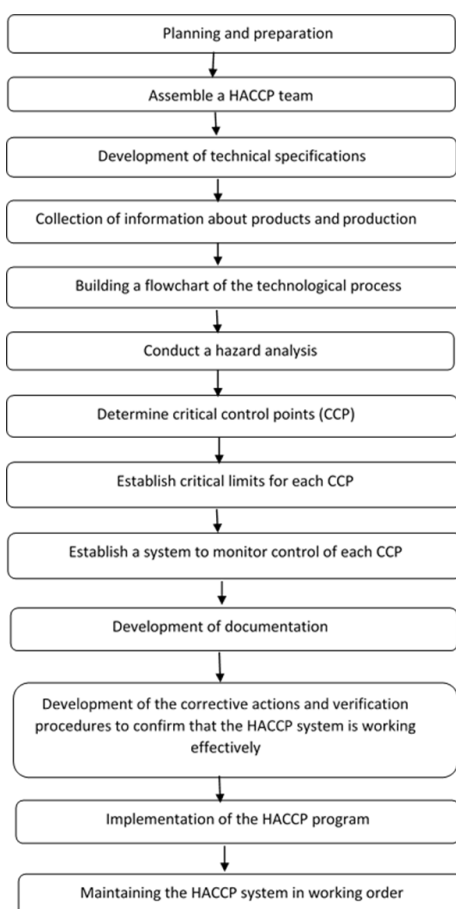 Planning and preparation
Assemble a HACCP team
Development of technical specifications
Collection of information about products and production
Building a flowchart of the technological process
Conduct a hazard analysis
Determine critical control points (CCP)
Establish critical limits for each CCP
Establish a system to monitor control of each CCP
Development of documentation
Development of the corrective actions and verification
procedures to confirm that the HACCP system is working
effectively
Implementation of the HACCP program
Maintaining the HACCP system in working order